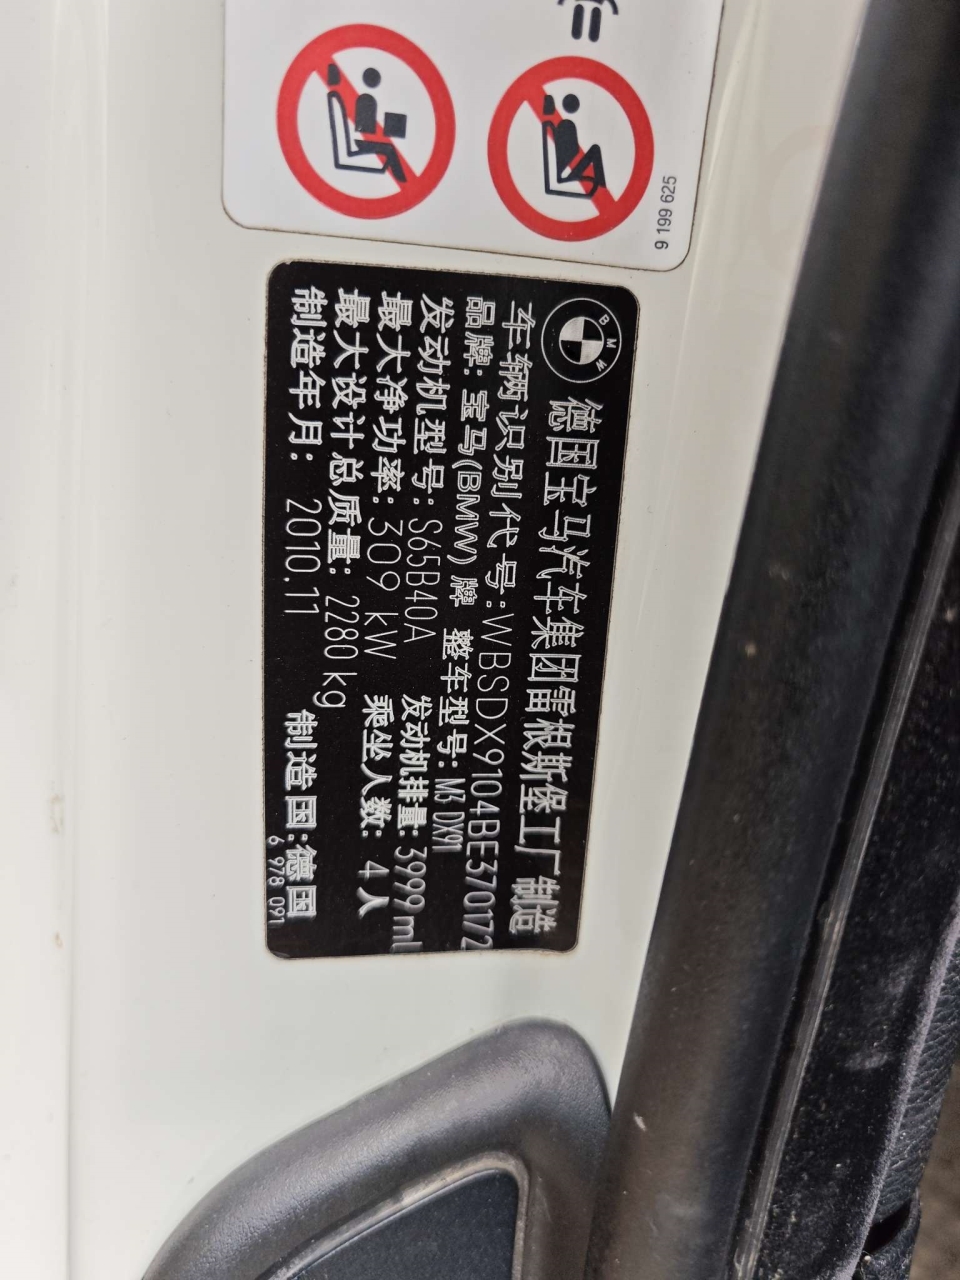 9 199 625
BMW
德国宝马汽车集团雷根斯堡工厂 制造
车辆识别代号:WBSDX9104BE370172
品牌: 宝马(BMW) 牌 整车型号: M3 DX91
发动机型号: S65B40A 发动机排量: 3999ml
最大净功率: 309 kW 乘坐人数: 4人
最大设计总质量: 2280kg
制造年月: 2010.11 制造国:德国
6 978 091